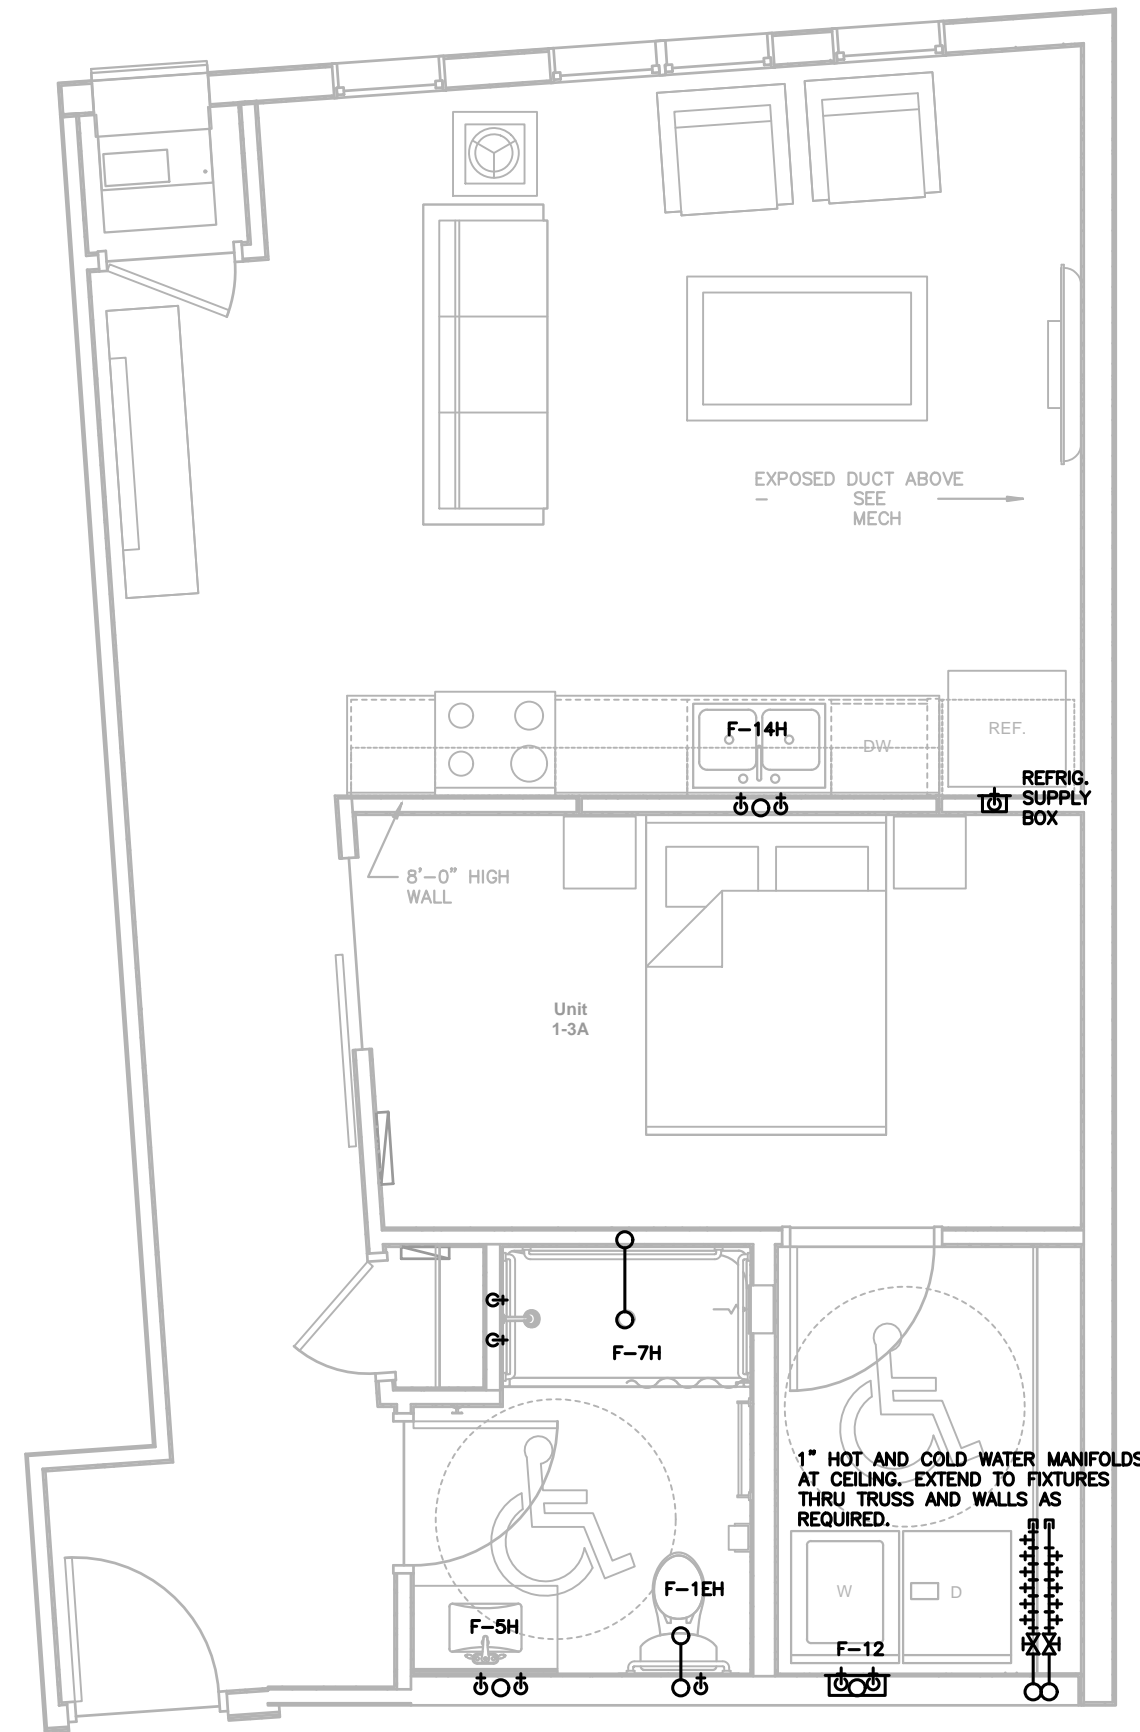 EXPOSED DUCT ABOVE
SEE
MECH
F-14H
DW
REF.
REFRIG.
SUPPLY
BOX
8'-0" HIGH
WALL
Unit
1-3A
F-7H
1" HOT AND COLD WATER MANIFOLDS
AT CEILING. EXTEND TO FIXTURES
THRU TRUSS AND WALLS AS
REQUIRED.
F-1EH
W
D
F-5H
F-12